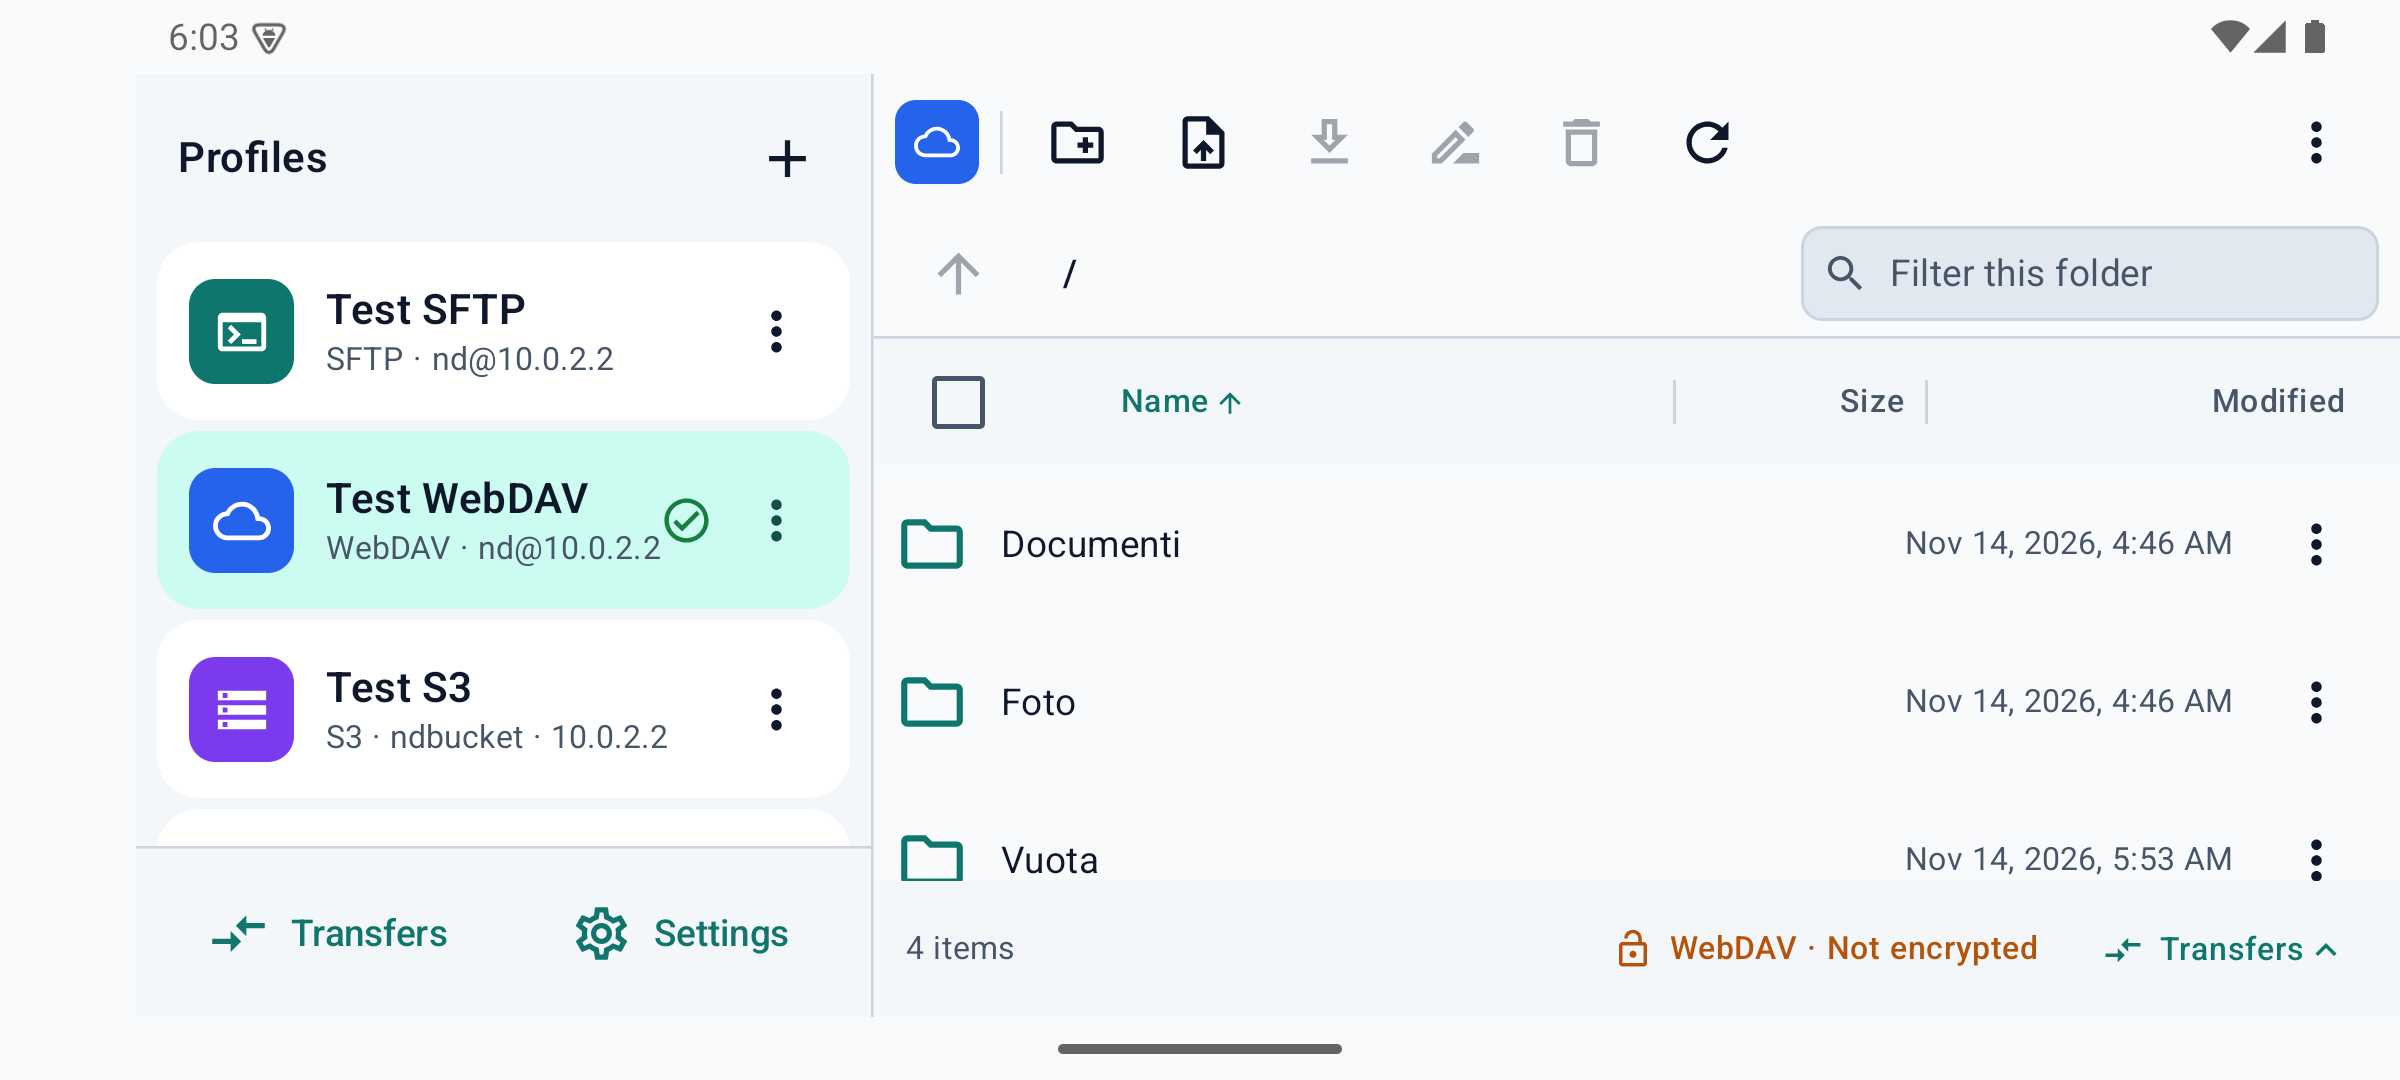 6:03
Profiles
Test SFTP
SFTP · nd@10.0.2.2
Test WebDAV
WebDAV · nd@10.0.2.2
Test S3
S3 · ndbucket · 10.0.2.2
Transfers
Settings
/
Filter this folder
Name ↑
Size
Modified
Documenti
Nov 14, 2026, 4:46 AM
Foto
Nov 14, 2026, 4:46 AM
Vuota
Nov 14, 2026, 5:53 AM
4 items
WebDAV · Not encrypted
Transfers